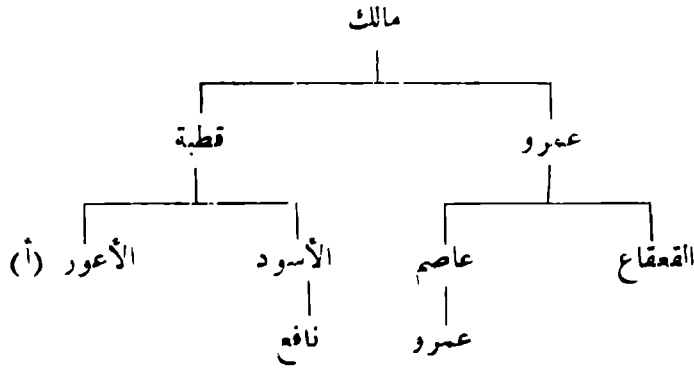 مالك
عمرو قطبة
القعقاع عاصم الأسود الأعور (أ)
عمرو نافع